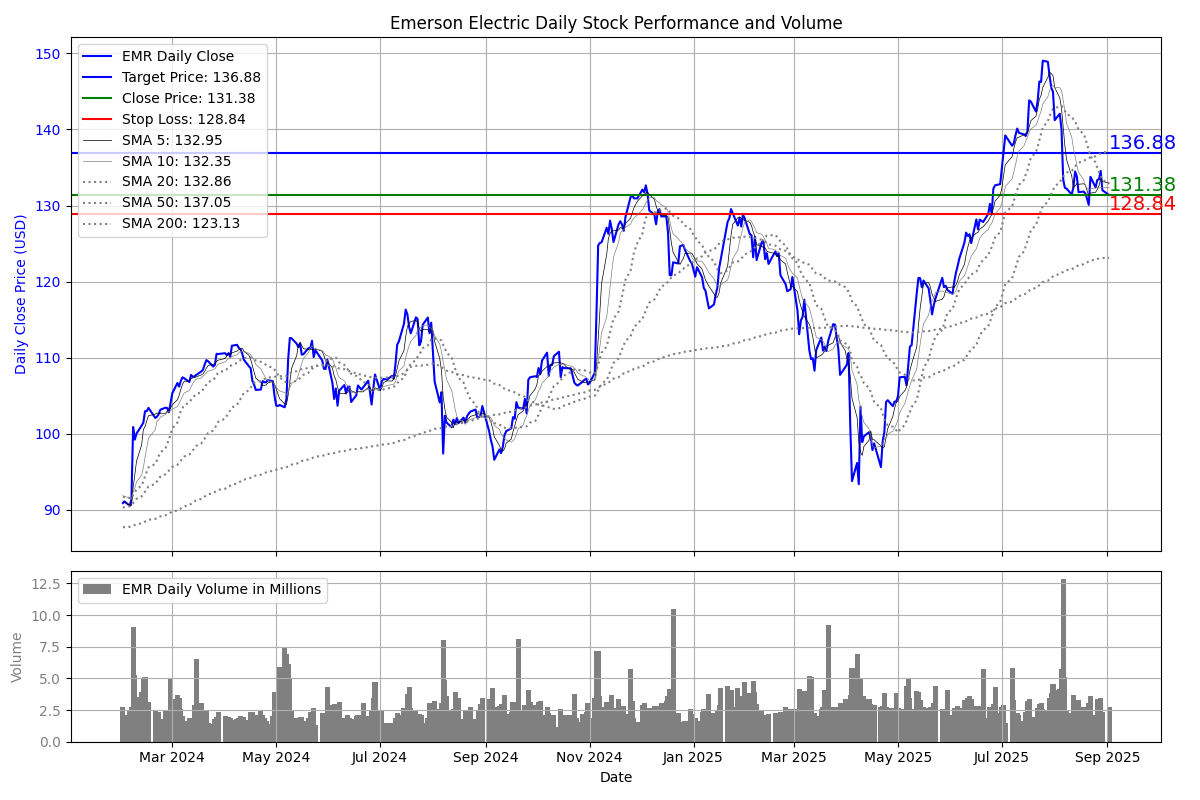 Emerson Electric Daily Stock Performance and Volume
Daily Close Price (USD)
150
140
130
120
110
100
90
EMR Daily Close
Target Price: 136.88
Close Price: 131.38
Stop Loss: 128.84
SMA 5: 132.95
SMA 10: 132.35
SMA 20: 132.86
SMA 50: 137.05
SMA 200: 123.13
136.88
131.38
128.84
Volume
12.5
10.0
7.5
5.0
2.5
0.0
EMR Daily Volume in Millions
Mar 2024 May 2024 Jul 2024 Sep 2024 Nov 2024 Jan 2025 Mar 2025 May 2025 Jul 2025 Sep 2025
Date